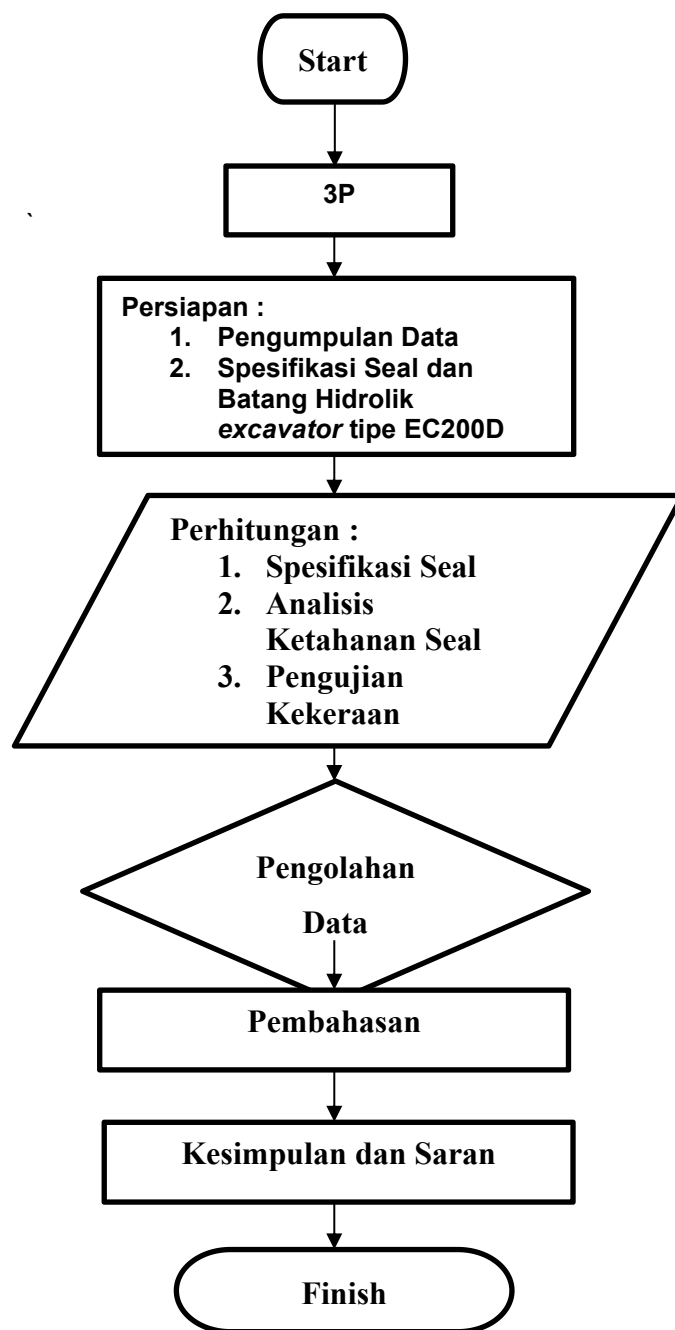 Start
3P
`
Persiapan :
1. Pengumpulan Data
2. Spesifikasi Seal dan
Batang Hidrolik
excavator tipe EC200D
Perhitungan :
1. Spesifikasi Seal
2. Analisis
Ketahanan Seal
3. Pengujian
Kekeraan
Pengolahan
Data
Pembahasan
Kesimpulan dan Saran
Finish